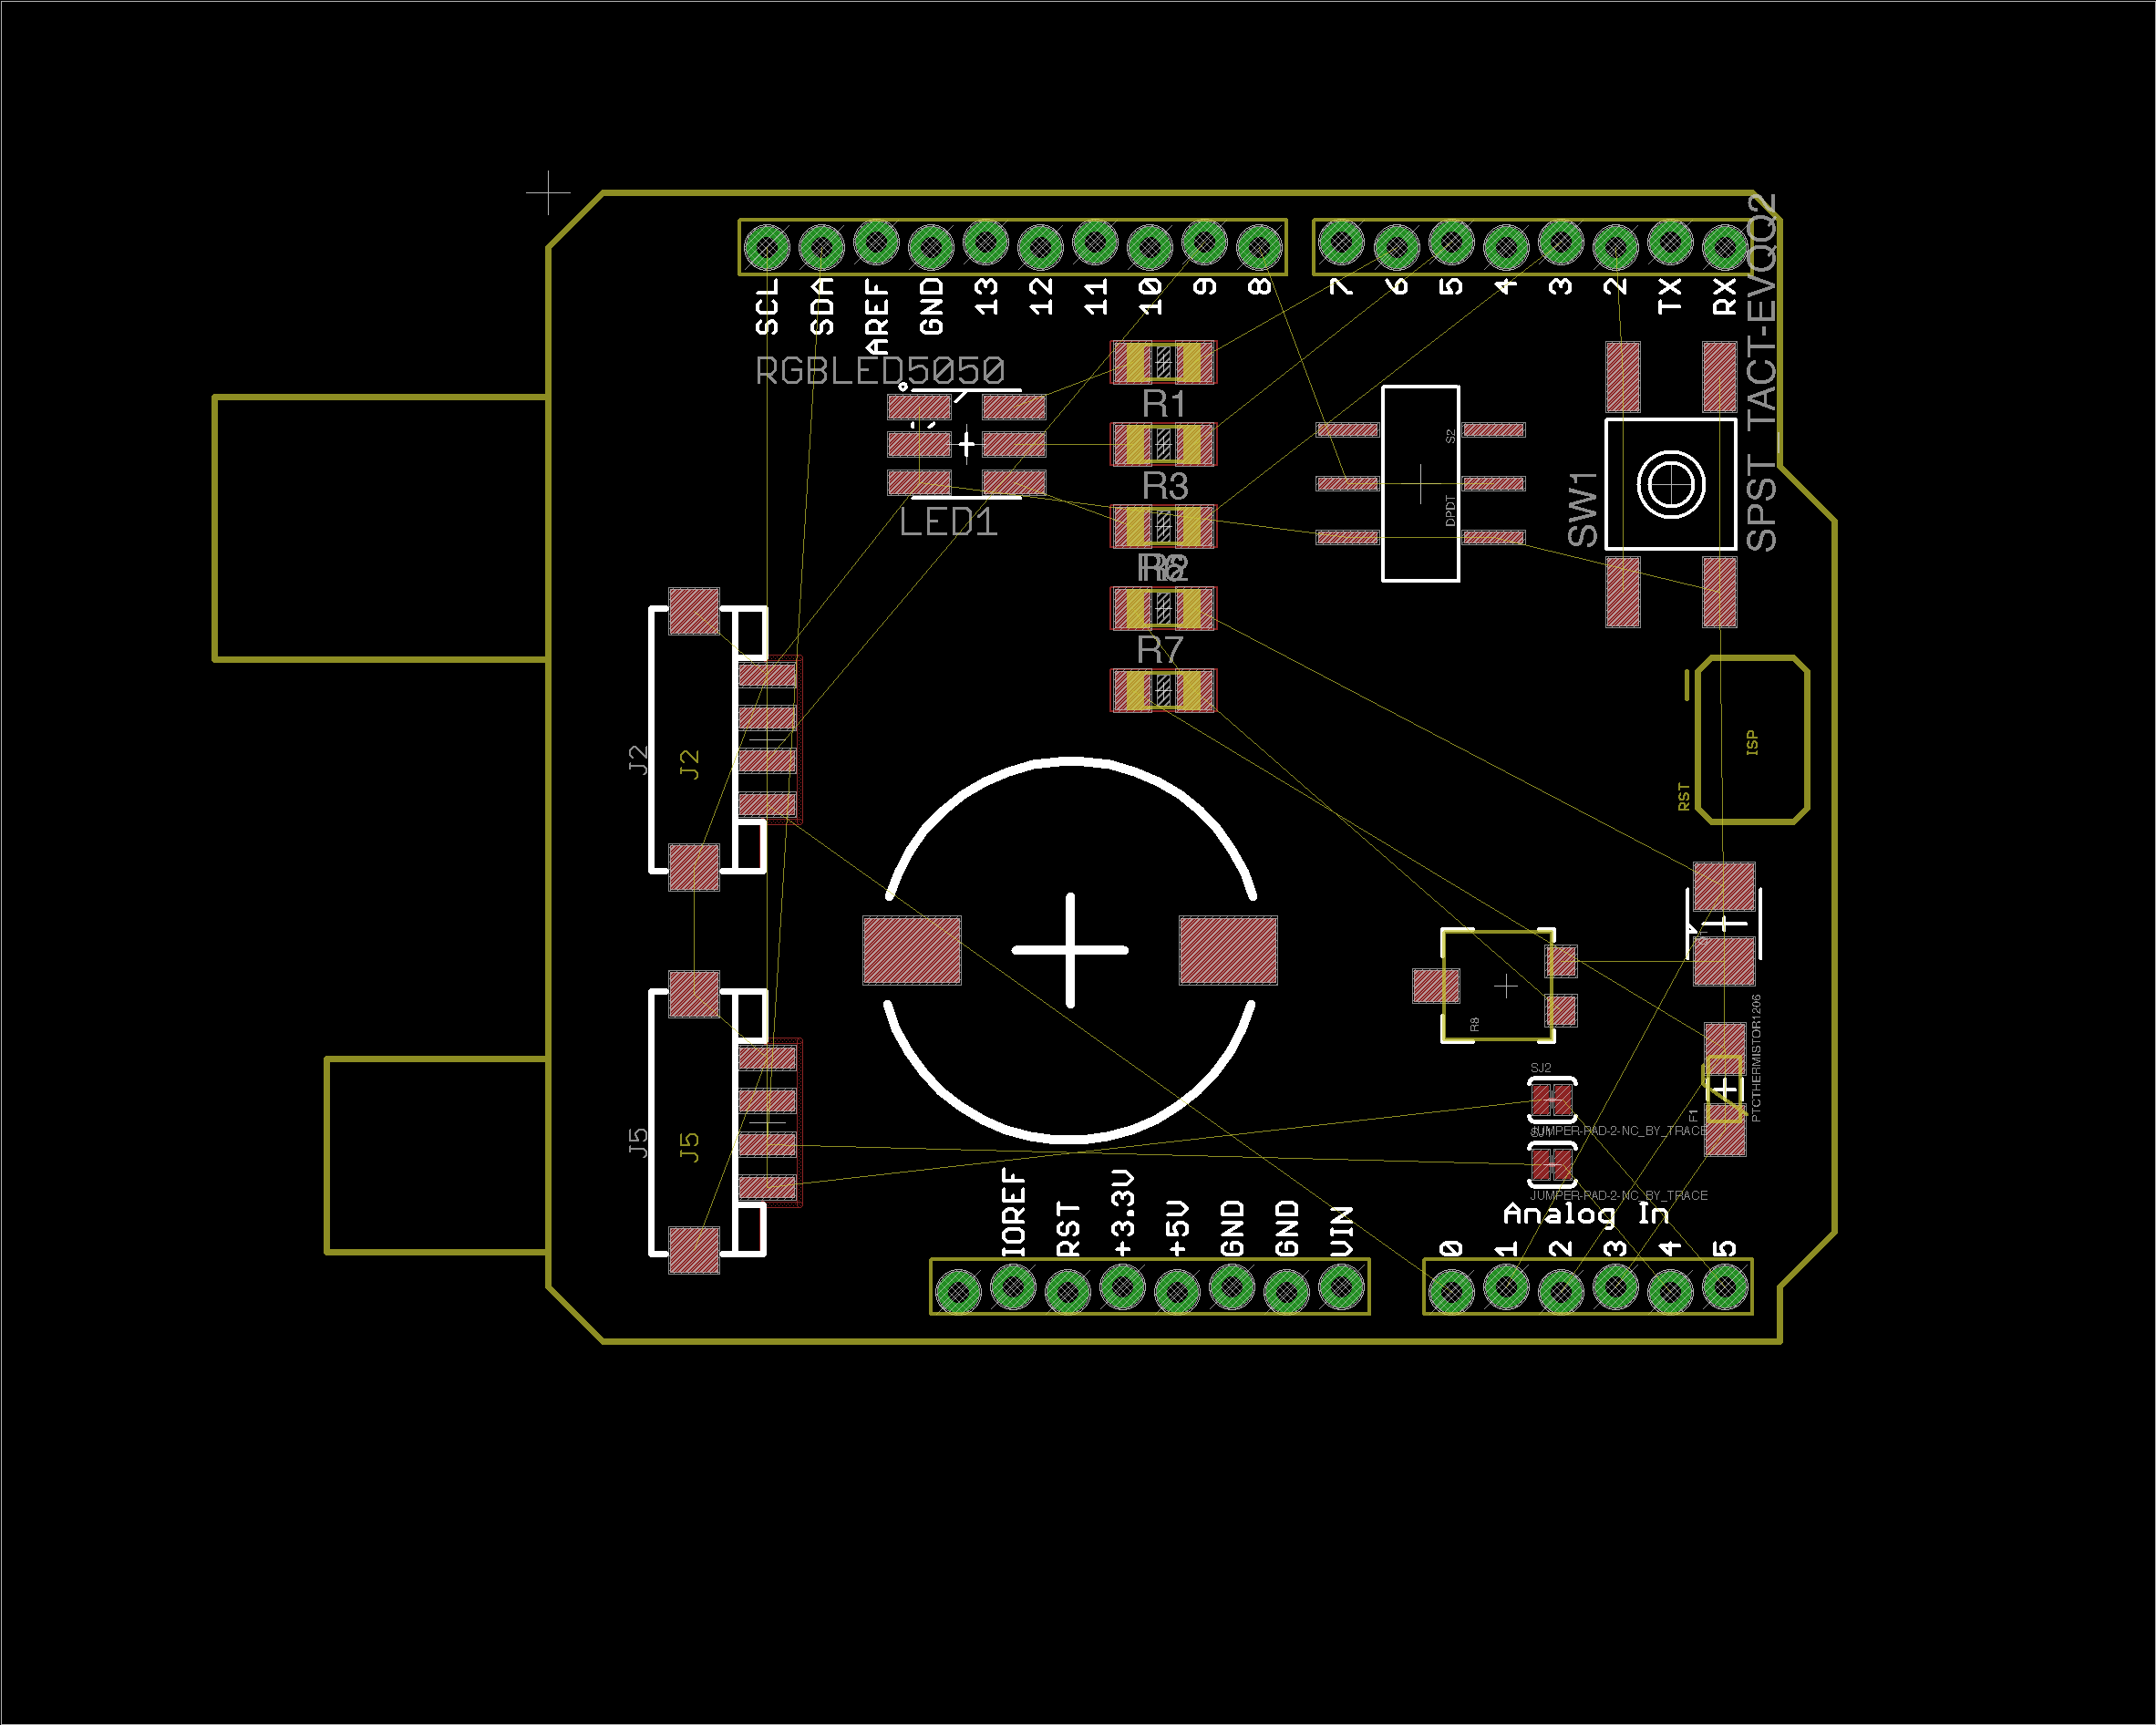 SCL
SDA
AREF
GND
13
12
11
10
9
8
7
6
5
4
3
2
TX
RX
SPST_TACT-EVQQ2
RGBLED5050
LED1
R1
R3
R7
S2
DPDT
SW1
ISP
RST
J2
J2
J5
J5
R8
SJ2
JUMPER-PAD-2-NC_BY_TRACE
JUMPER-PAD-2-NC_BY_TRACE
F1
PTCTHERMISTOR1206
Analog In
IOREF
RST
+3.3V
+5V
GND
GND
VIN
0
1
2
3
4
5